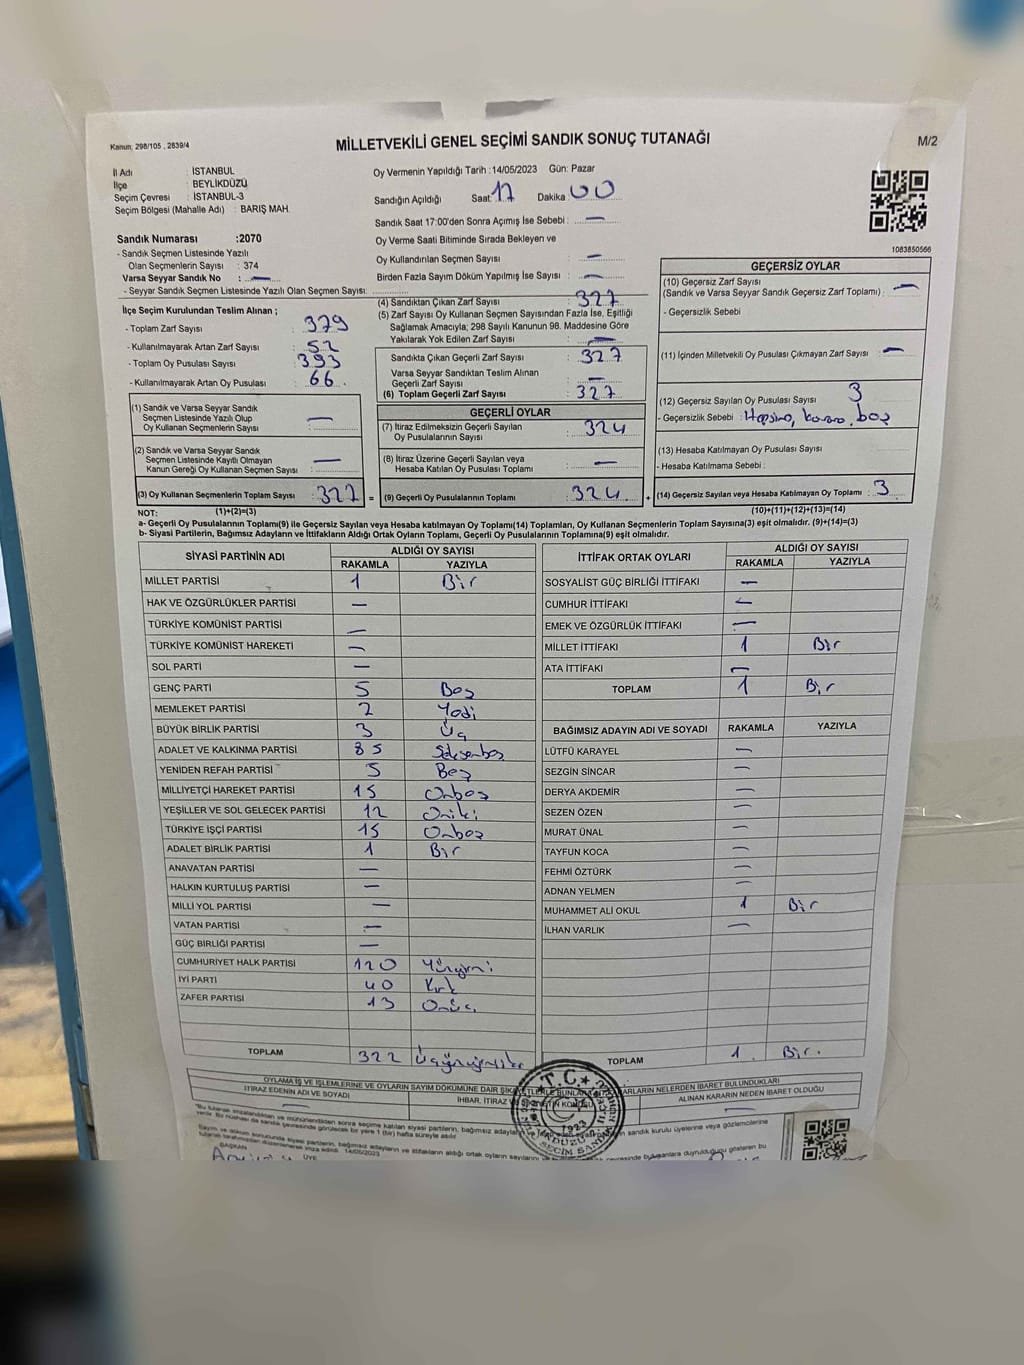 Kanun, 298/105 , 2839/4
MİLLETVEKİLİ GENEL SEÇİMİ SANDIK SONUÇ TUTANAĞI
M/2
İl Adı : İSTANBUL
İlçe : BEYLİKDÜZÜ
Seçim Çevresi : İSTANBUL-3
Seçim Bölgesi (Mahalle Adı) : BARIŞ MAH.
Oy Vermenin Yapıldığı Tarih :14/05/2023 Gün: Pazar
Sandığın Açıldığı Saat 17 Dakika 00
Sandık Saat 17:00'den Sonra Açımış İse Sebebi : —
Sandık Numarası :2070
- Sandık Seçmen Listesinde Yazılı
Olan Seçmenlerin Sayısı : 374
Varsa Seyyar Sandık No : —
- Seyyar Sandık Seçmen Listesinde Yazılı Olan Seçmen Sayısı:
Oy Verme Saati Bitiminde Sırada Bekleyen ve
Oy Kullandırılan Seçmen Sayısı : —
Birden Fazla Sayım Döküm Yapılmış İse Sayısı : —
1083850566
İlçe Seçim Kurulundan Teslim Alınan ;
- Toplam Zarf Sayısı : 379
- Kullanılmayarak Artan Zarf Sayısı : 52
- Toplam Oy Pusulası Sayısı : 393
- Kullanılmayarak Artan Oy Pusulası : 66
(4) Sandıktan Çıkan Zarf Sayısı : 327
(5) Zarf Sayısı Oy Kullanan Seçmen Sayısından Fazla İse, Eşitliği
Sağlamak Amacıyla; 298 Sayılı Kanunun 98. Maddesine Göre
Yakılarak Yok Edilen Zarf Sayısı : —
Sandıkta Çıkan Geçerli Zarf Sayısı : 327
Varsa Seyyar Sandıktan Teslim Alınan
Geçerli Zarf Sayısı : —
(6) Toplam Geçerli Zarf Sayısı : 327
GEÇERSİZ OYLAR
(10) Geçersiz Zarf Sayısı
(Sandık ve Varsa Seyyar Sandık Geçersiz Zarf Toplamı) : —
- Geçersizlik Sebebi
(11) İçinden Milletvekili Oy Pusulası Çıkmayan Zarf Sayısı : —
(12) Geçersiz Sayılan Oy Pusulası Sayısı : 3
- Geçersizlik Sebebi :
(13) Hesaba Katılmayan Oy Pusulası Sayısı
- Hesaba Katılmama Sebebi :
(14) Geçersiz Sayılan veya Hesaba Katılmayan Oy Toplamı : 3
(10)+(11)+(12)+(13)=(14)
(1) Sandık ve Varsa Seyyar Sandık
Seçmen Listesinde Yazılı Olup
Oy Kullanan Seçmenlerin Sayısı : —
(2) Sandık ve Varsa Seyyar Sandık
Seçmen Listesinde Kayıtlı Olmayan
Kanun Gereği Oy Kullanan Seçmen Sayısı : —
(3) Oy Kullanan Seçmenlerin Toplam Sayısı : 327 =
GEÇERLİ OYLAR
(7) İtiraz Edilmeksizin Geçerli Sayılan
Oy Pusulalarının Sayısı : 324
(8) İtiraz Üzerine Geçerli Sayılan veya
Hesaba Katılan Oy Pusulası Toplamı : —
(9) Geçerli Oy Pusulalarının Toplamı : 324 +
NOT: (1)+(2)=(3)
a- Geçerli Oy Pusulalarının Toplamı(9) ile Geçersiz Sayılan veya Hesaba katılmayan Oy Toplamı(14) Toplamları, Oy Kullanan Seçmenlerin Toplam Sayısına(3) eşit olmalıdır. (9)+(14)=(3)
b- Siyasi Partilerin, Bağımsız Adayların ve İttifakların Aldığı Ortak Oyların Toplamı, Geçerli Oy Pusulalarının Toplamına(9) eşit olmalıdır.
SİYASİ PARTİNİN ADI ALDIĞI OY SAYISI
RAKAMLA YAZIYLA
MİLLET PARTİSİ 1 Bir
HAK VE ÖZGÜRLÜKLER PARTİSİ —
TÜRKİYE KOMÜNİST PARTİSİ —
TÜRKİYE KOMÜNİST HAREKETİ —
SOL PARTİ —
GENÇ PARTİ 5 Beş
MEMLEKET PARTİSİ 7 Yedi
BÜYÜK BİRLİK PARTİSİ 3 Üç
ADALET VE KALKINMA PARTİSİ 85 Seksenbeş
YENİDEN REFAH PARTİSİ 5 Beş
MİLLİYETÇİ HAREKET PARTİSİ 15 Onbeş
YEŞİLLER VE SOL GELECEK PARTİSİ 12 Oniki
TÜRKİYE İŞÇİ PARTİSİ 15 Onbeş
ADALET BİRLİK PARTİSİ 1 Bir
ANAVATAN PARTİSİ —
HALKIN KURTULUŞ PARTİSİ —
MİLLİ YOL PARTİSİ —
VATAN PARTİSİ —
GÜÇ BİRLİĞİ PARTİSİ —
CUMHURİYET HALK PARTİSİ 120 Yüzyirmi
İYİ PARTİ 40 Kırk
ZAFER PARTİSİ 13 Onüç
TOPLAM 322 Üçyüzyirmiiki
İTTİFAK ORTAK OYLARI ALDIĞI OY SAYISI
RAKAMLA YAZIYLA
SOSYALİST GÜÇ BİRLİĞİ İTTİFAKI —
CUMHUR İTTİFAKI —
EMEK VE ÖZGÜRLÜK İTTİFAKI —
MİLLET İTTİFAKI 1 Bir
ATA İTTİFAKI —
TOPLAM 1 Bir
BAĞIMSIZ ADAYIN ADI VE SOYADI RAKAMLA YAZIYLA
LÜTFÜ KARAYEL —
SEZGİN SİNCAR —
DERYA AKDEMİR —
SEZEN ÖZEN —
MURAT ÜNAL —
TAYFUN KOCA —
FEHMİ ÖZTÜRK —
ADNAN YELMEN —
MUHAMMET ALİ OKUL 1 Bir
İLHAN VARLIK —
TOPLAM 1. Bir.
OYLAMA İŞ VE İŞLEMLERİNE VE OYLARIN SAYIM DÖKÜMÜNE DAİR
NELERDEN İBARET BULUNDUKLARI
İTİRAZ EDENİN ADI VE SOYADI
İHBAR, İTİRAZ
ALINAN KARARIN NEDEN İBARET OLDUĞU
T.C.
1923
BAŞKAN
ÜYE